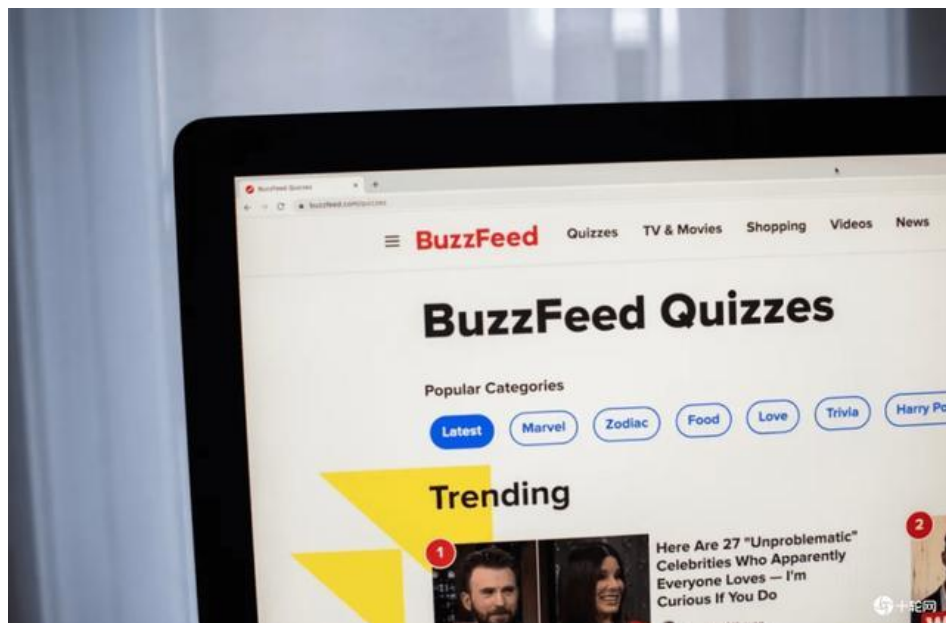 BuzzFeed Quizzes
buzzfeed.com/quizzes
BuzzFeed Quizzes TV & Movies Shopping Videos News
BuzzFeed Quizzes
Popular Categories
Latest Marvel Zodiac Food Love Trivia Harry Po
Trending
1
2
Here Are 27 "Unproblematic"
Celebrities Who Apparently
Everyone Loves — I'm
Curious If You Do
十轮网